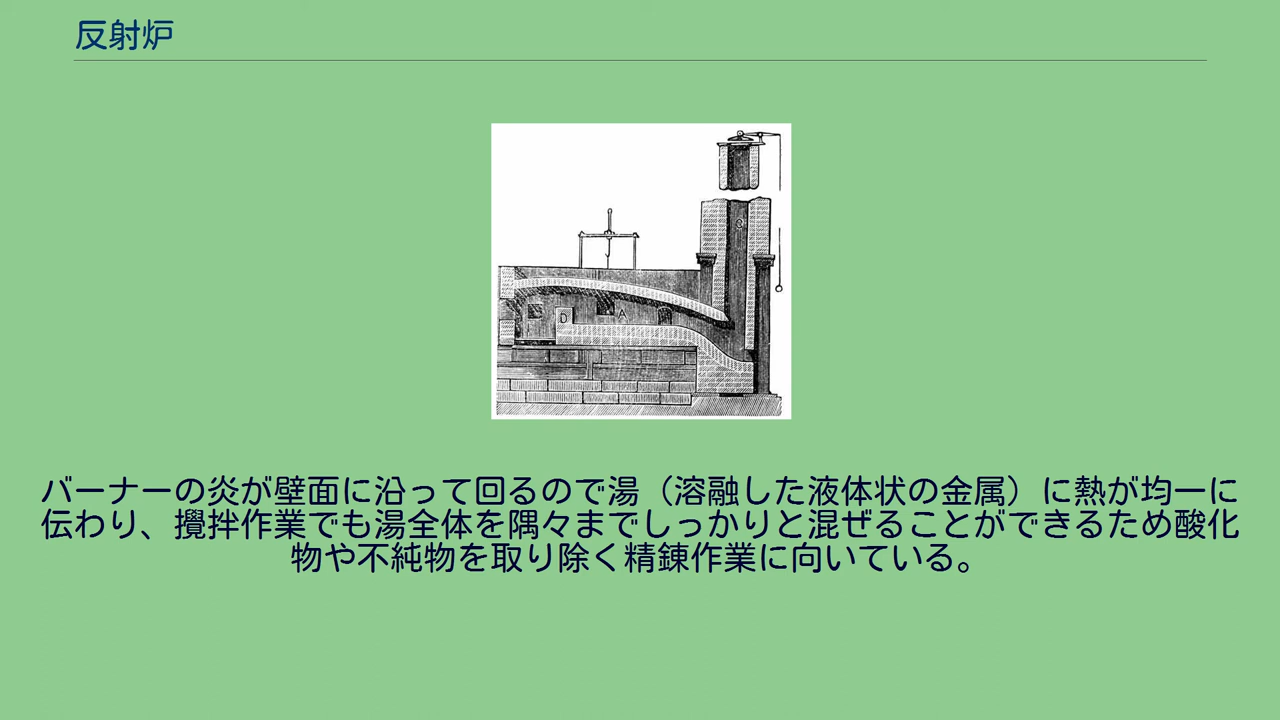 反射炉
D
A
バーナーの炎が壁面に沿って回るので湯（溶融した液体状の金属）に熱が均一に
伝わり、攪拌作業でも湯全体を隅々までしっかりと混ぜることができるため酸化
物や不純物を取り除く精錬作業に向いている。